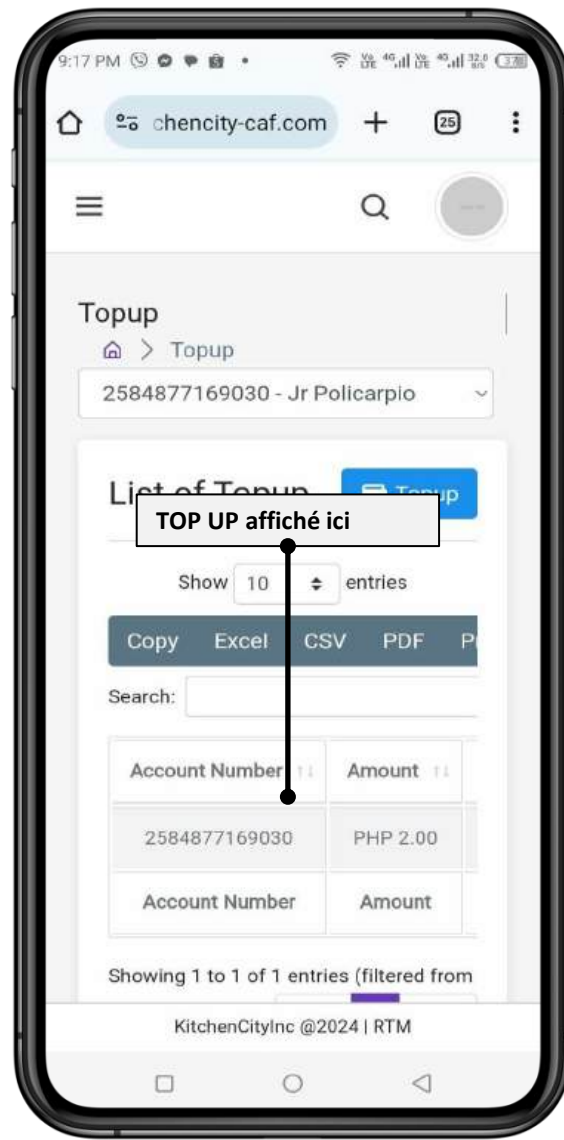 9:17 PM
chencity-caf.com
25
Topup
Topup
2584877169030 - Jr Policarpio
List of Topup Topup
TOP UP affiché ici
Show 10 entries
Copy Excel CSV PDF
Search:
Account Number Amount
2584877169030 PHP 2.00
Account Number Amount
Showing 1 to 1 of 1 entries (filtered from
KitchenCityInc @2024 | RTM